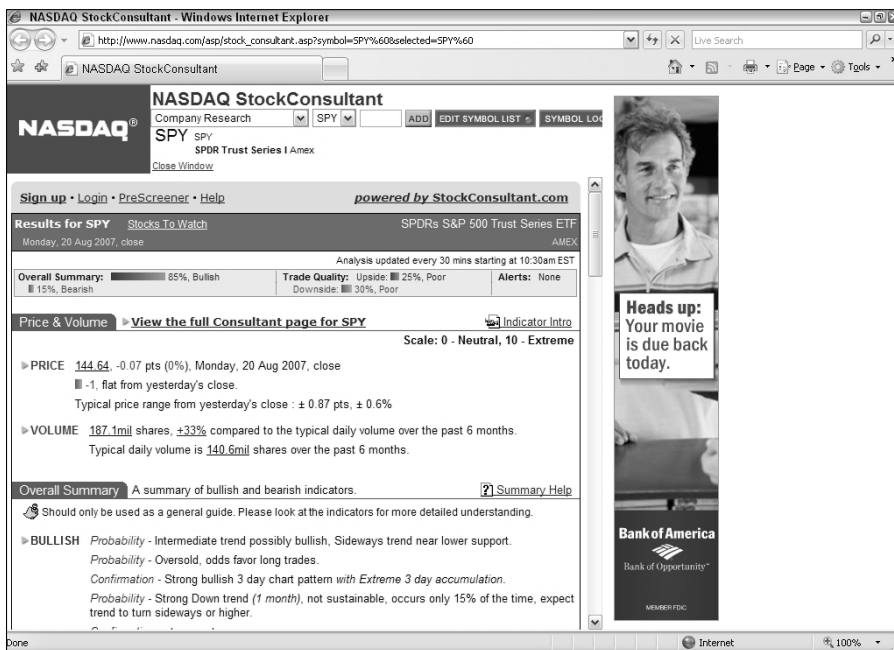 NASDAQ StockConsultant - Windows Internet Explorer
http://www.nasdaq.com/asp/stock_consultant.asp?symbol=SPY%60&selected=SPY%60
Live Search
NASDAQ StockConsultant
Page
Tools
NASDAQ®
NASDAQ StockConsultant
Company Research SPY ADD EDIT SYMBOL LIST SYMBOL LOO
SPY SPY
SPDR Trust Series I Amex
Close Window
Sign up • Login • PreScreener • Help powered by StockConsultant.com
Results for SPY Stocks To Watch SPDRs S&P 500 Trust Series ETF
Monday, 20 Aug 2007, close AMEX
Analysis updated every 30 mins starting at 10:30am EST
Overall Summary: 85%, Bullish Trade Quality: Upside: 25%, Poor Alerts: None
15%, Bearish Downside: 30%, Poor
Price & Volume View the full Consultant page for SPY Indicator Intro
Scale: 0 - Neutral, 10 - Extreme
PRICE 144.64, -0.07 pts (0%), Monday, 20 Aug 2007, close
-1, flat from yesterday's close.
Typical price range from yesterday's close : ± 0.87 pts, ± 0.6%
VOLUME 187.1mil shares, +33% compared to the typical daily volume over the past 6 months.
Typical daily volume is 140.6mil shares over the past 6 months.
Overall Summary A summary of bullish and bearish indicators. ? Summary Help
Should only be used as a general guide. Please look at the indicators for more detailed understanding.
BULLISH Probability - Intermediate trend possibly bullish, Sideways trend near lower support.
Probability - Oversold, odds favor long trades.
Confirmation - Strong bullish 3 day chart pattern with Extreme 3 day accumulation.
Probability - Strong Down trend (1 month), not sustainable, occurs only 15% of the time, expect
trend to turn sideways or higher.
Heads up:
Your movie
is due back
today.
Bank of America
Bank of Opportunity™
MEMBER FDIC
Done Internet 100%